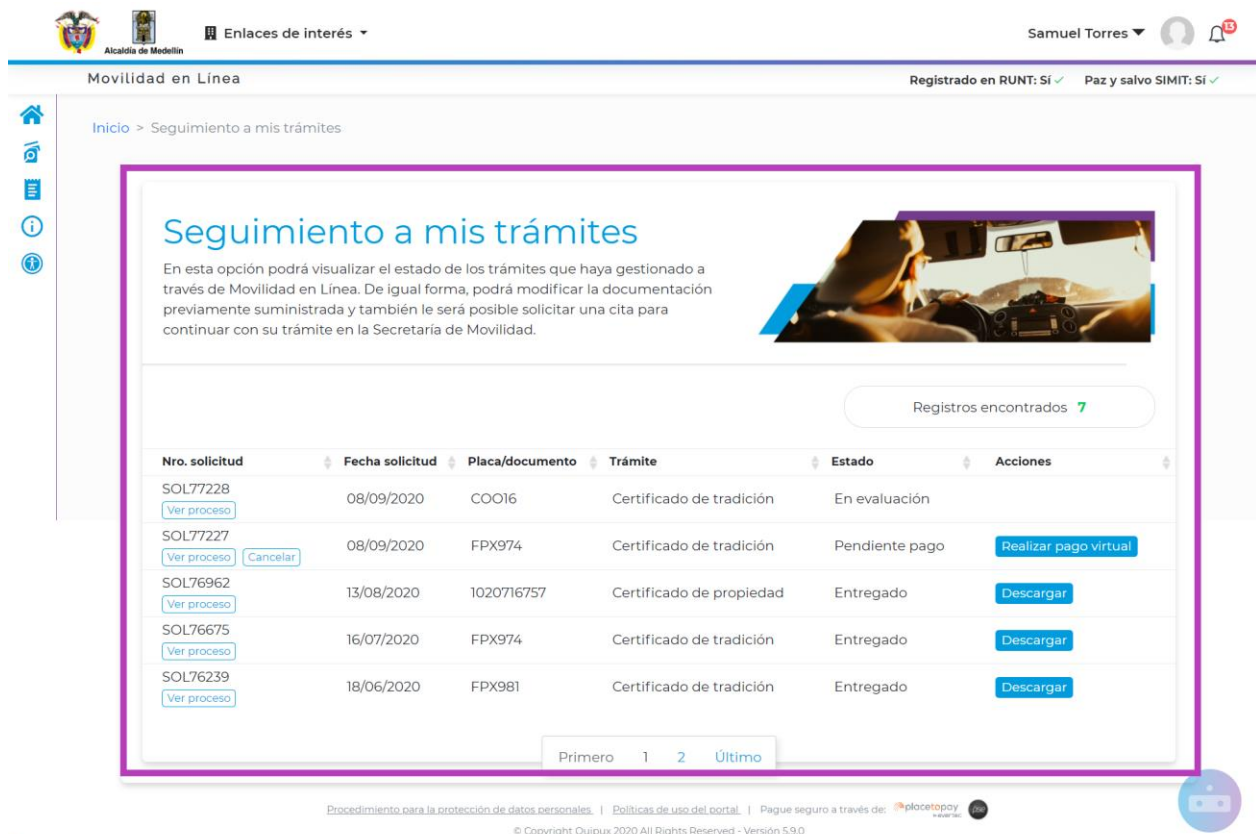 Alcaldía de Medellín
Enlaces de interés
Samuel Torres
13
Movilidad en Línea
Registrado en RUNT: Sí ✓ Paz y salvo SIMIT: Sí ✓
Inicio > Seguimiento a mis trámites
Seguimiento a mis trámites
En esta opción podrá visualizar el estado de los trámites que haya gestionado a
través de Movilidad en Línea. De igual forma, podrá modificar la documentación
previamente suministrada y también le será posible solicitar una cita para
continuar con su trámite en la Secretaría de Movilidad.
Registros encontrados 7
Nro. solicitud Fecha solicitud Placa/documento Trámite Estado Acciones
SOL77228
Ver proceso
08/09/2020 COO16 Certificado de tradición En evaluación
SOL77227
Ver proceso Cancelar
08/09/2020 FPX974 Certificado de tradición Pendiente pago Realizar pago virtual
SOL76962
Ver proceso
13/08/2020 1020716757 Certificado de propiedad Entregado Descargar
SOL76675
Ver proceso
16/07/2020 FPX974 Certificado de tradición Entregado Descargar
SOL76239
Ver proceso
18/06/2020 FPX981 Certificado de tradición Entregado Descargar
Primero 1 2 Último
Procedimiento para la protección de datos personales | Políticas de uso del portal | Pague seguro a través de: placetopay evertec pse
© Copyright Quipux 2020 All Rights Reserved - Versión 5.9.0